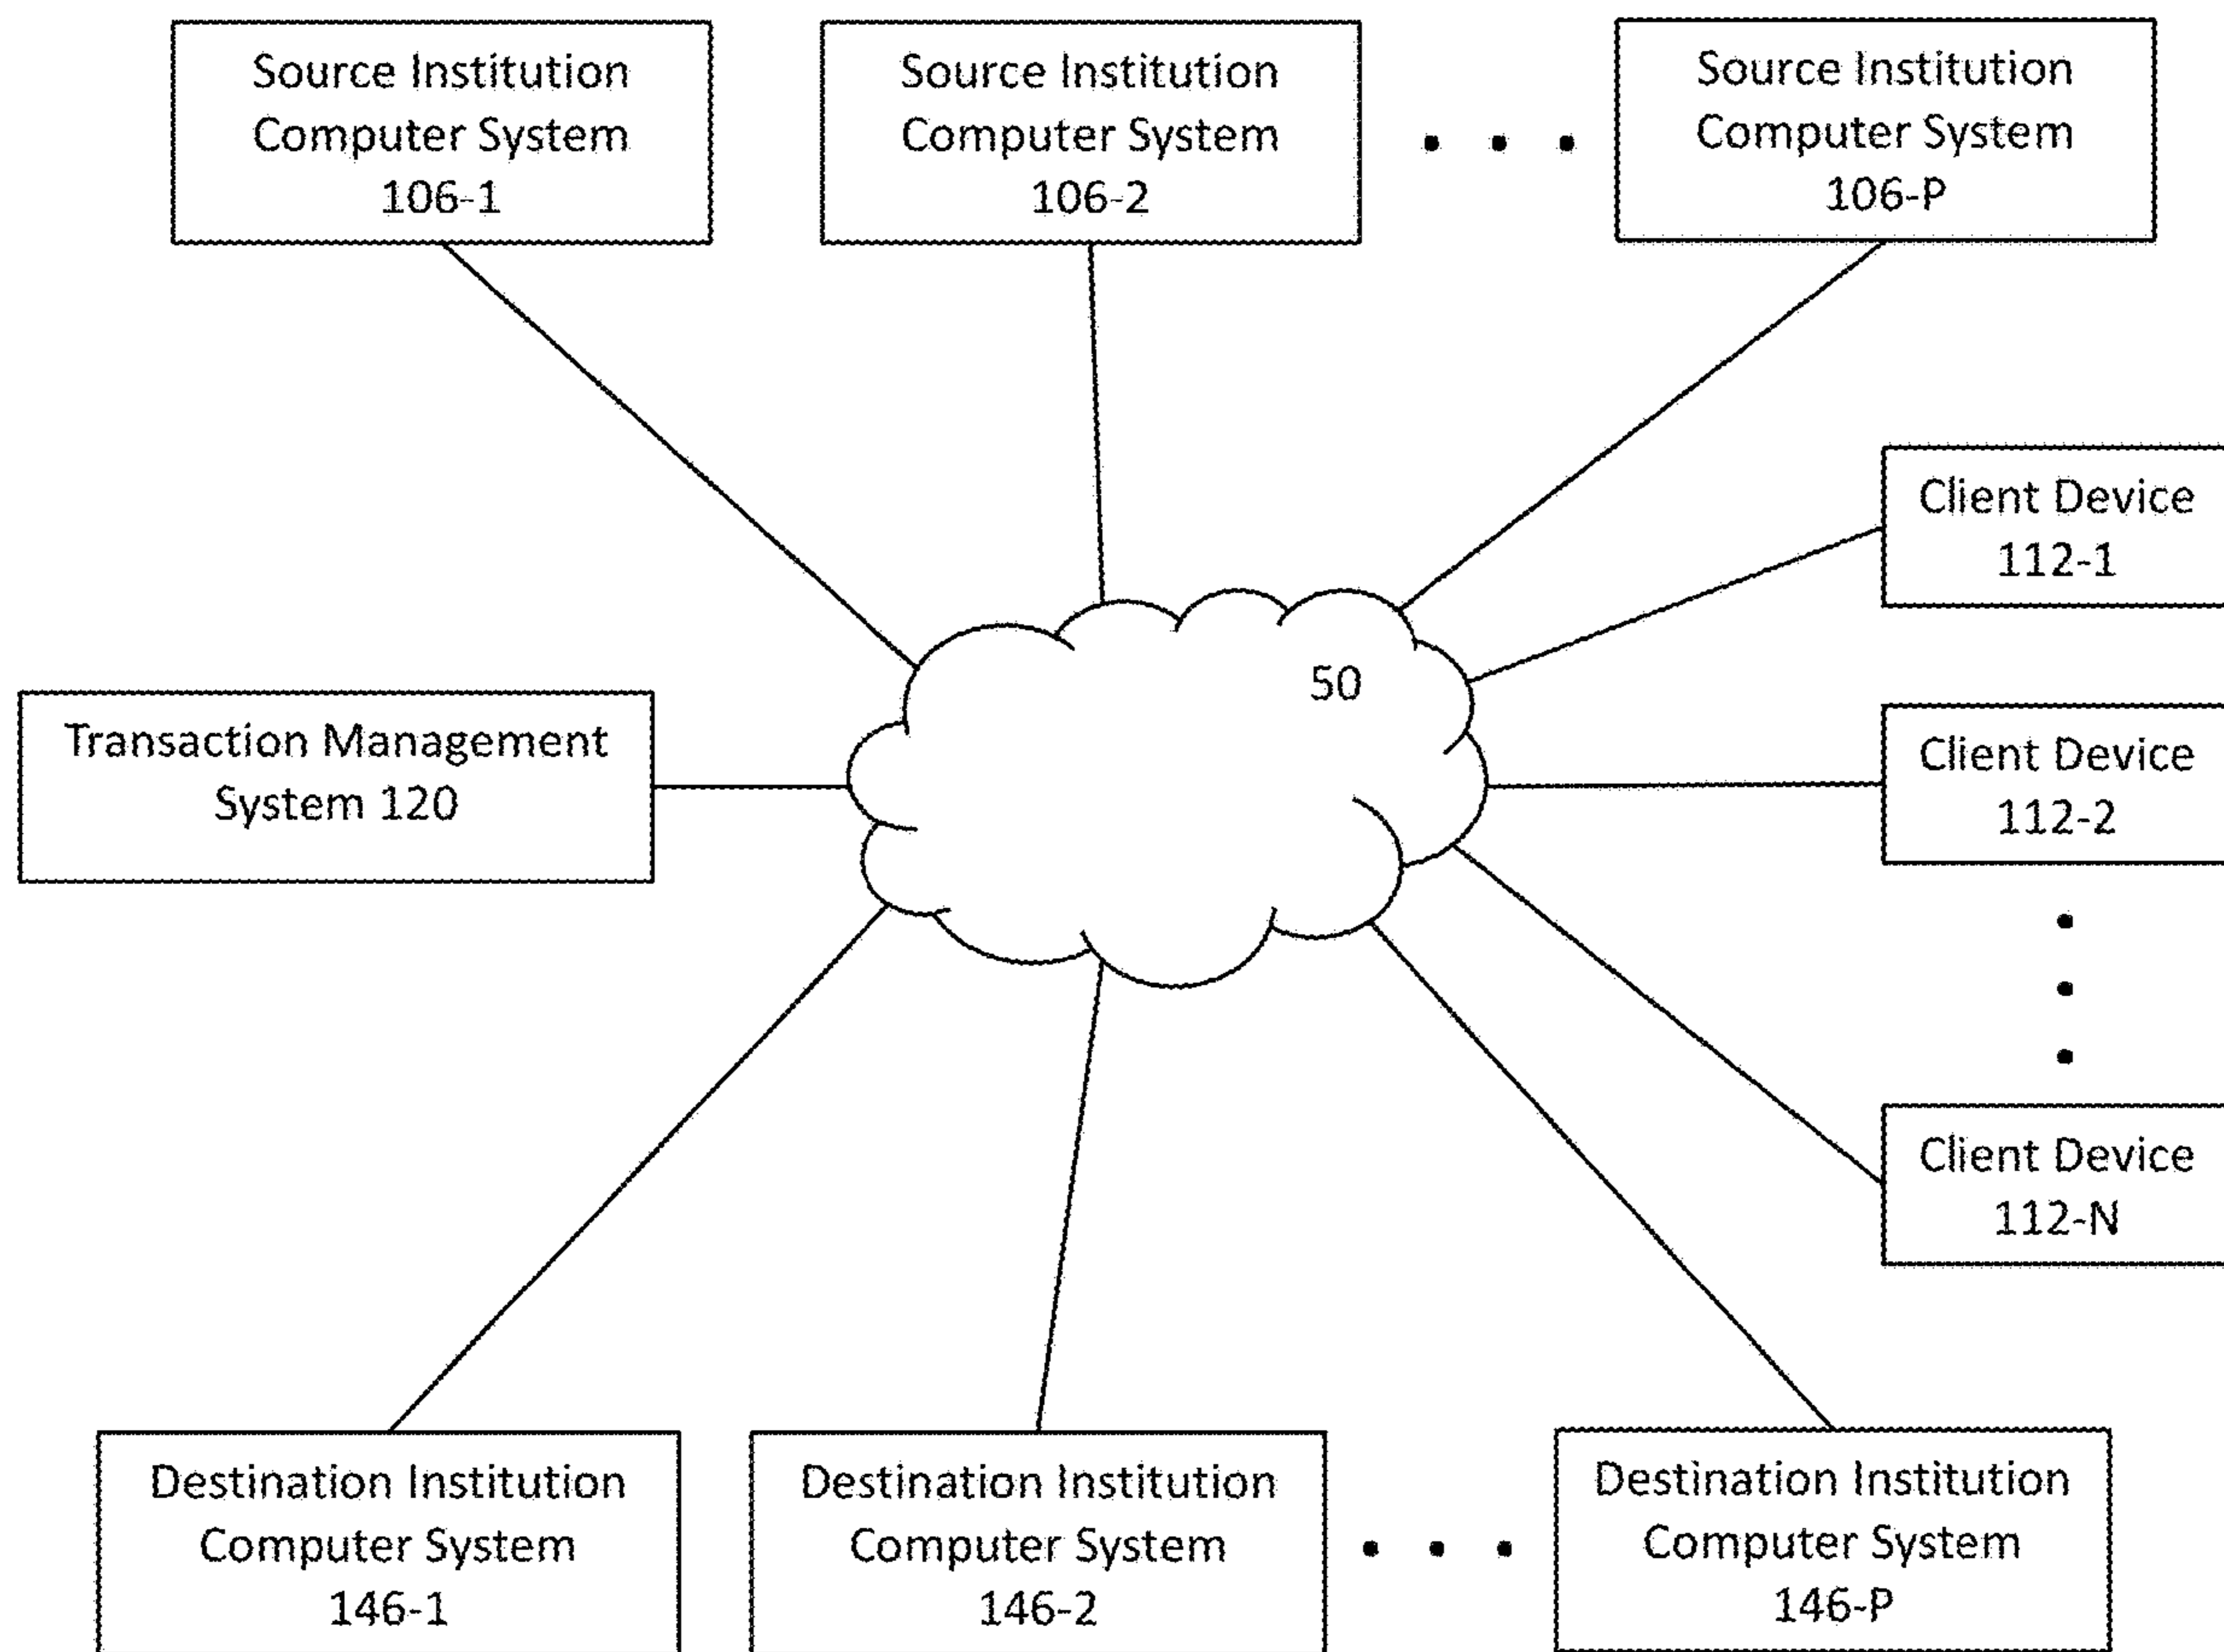 Source Institution
Computer System
106-1
Source Institution
Computer System
106-2
Source Institution
Computer System
106-P
Client Device
112-1
50
Transaction Management
System 120
Client Device
112-2
Client Device
112-N
Destination Institution
Computer System
146-1
Destination Institution
Computer System
146-2
Destination Institution
Computer System
146-P